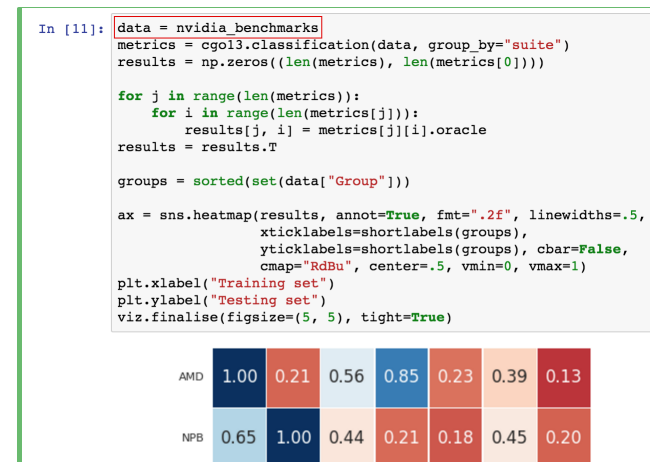 In [11]: data = nvidia_benchmarks
metrics = cgo13.classification(data, group_by="suite")
results = np.zeros((len(metrics), len(metrics[0])))
for j in range(len(metrics)):
for i in range(len(metrics[j])):
results[j, i] = metrics[j][i].oracle
results = results.T
groups = sorted(set(data["Group"]))
ax = sns.heatmap(results, annot=True, fmt=".2f", linewidths=.5,
xticklabels=shortlabels(groups),
yticklabels=shortlabels(groups), cbar=False,
cmap="RdBu", center=.5, vmin=0, vmax=1)
plt.xlabel("Training set")
plt.ylabel("Testing set")
viz.finalise(figsize=(5, 5), tight=True)
AMD 1.00 0.21 0.56 0.85 0.23 0.39 0.13
NPB 0.65 1.00 0.44 0.21 0.18 0.45 0.20